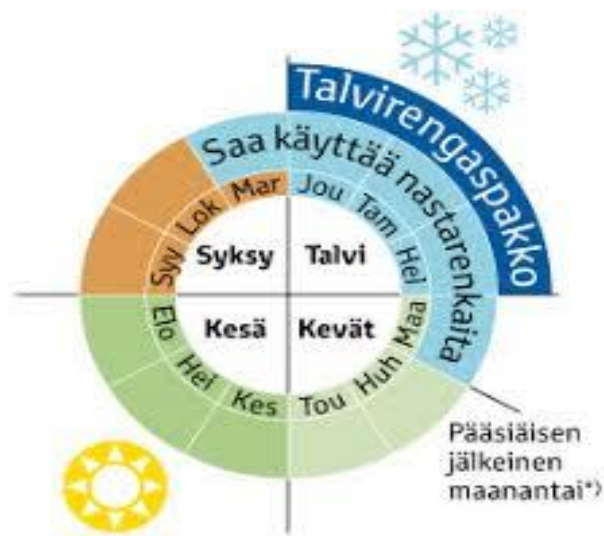 Talvirengaspakko
Saa käyttää nastarenkaita
Jou
Tam
Hel
Maa
Huh
Tou
Kes
Hei
Elo
Syy
Lok
Mar
Syksy
Talvi
Kesä
Kevät
Pääsiäisen
jälkeinen
maanantai*)